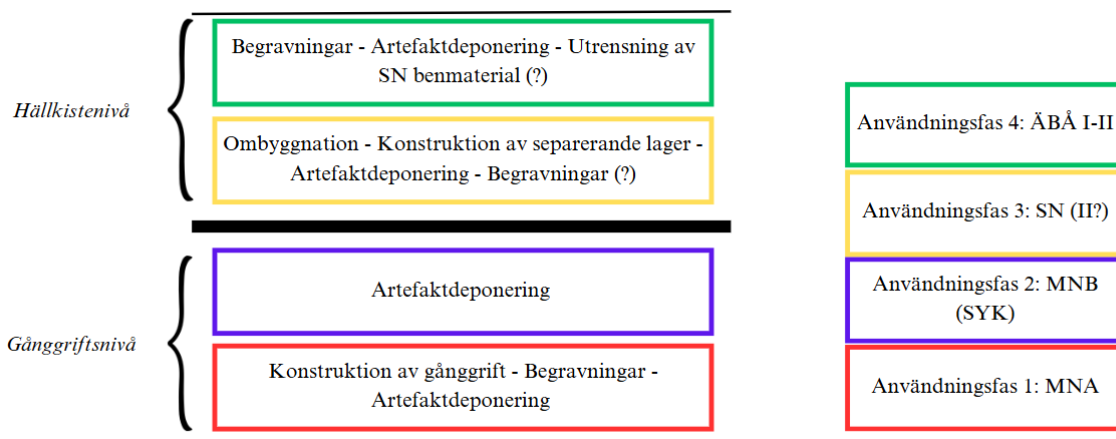 Hällkistenivå
Begravningar - Artefaktdeponering - Utrensning av
SN benmaterial (?)
Ombyggnation - Konstruktion av separerande lager -
Artefaktdeponering - Begravningar (?)
Gånggriftsnivå
Artefaktdeponering
Konstruktion av gånggrift - Begravningar -
Artefaktdeponering
Användningsfas 4: ÄBÅ I-II
Användningsfas 3: SN (II?)
Användningsfas 2: MNB
(SYK)
Användningsfas 1: MNA